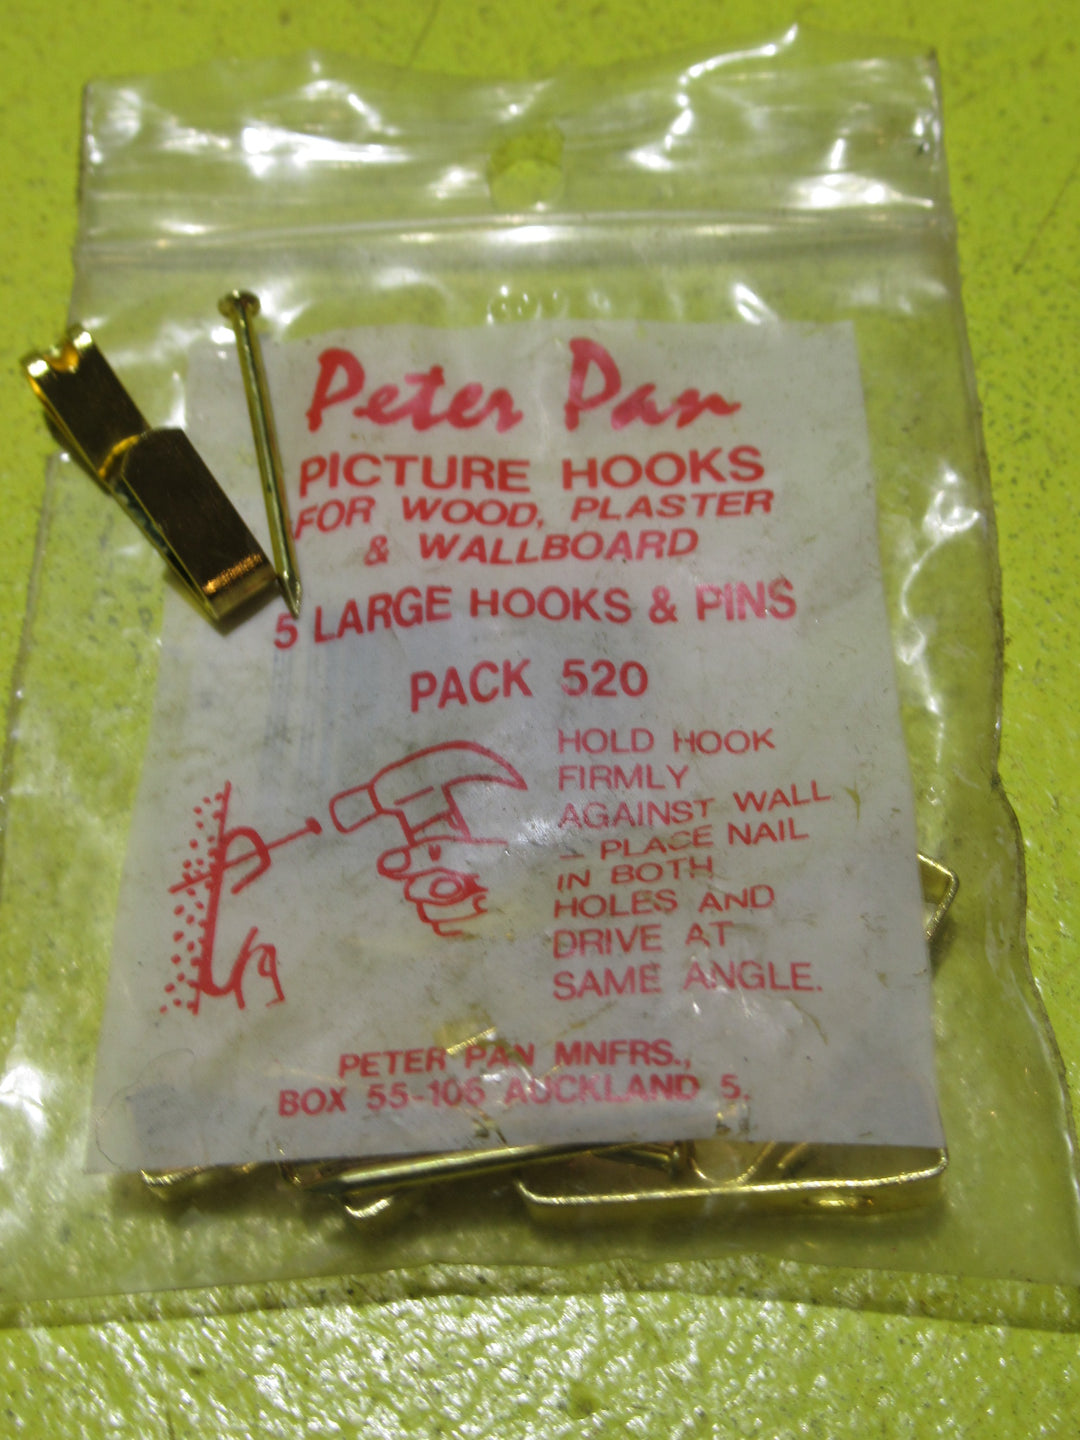 Peter Pan
PICTURE HOOKS
FOR WOOD, PLASTER
& WALLBOARD
5 LARGE HOOKS & PINS
PACK 520
HOLD HOOK
FIRMLY
AGAINST WALL
– PLACE NAIL
IN BOTH
HOLES AND
DRIVE AT
SAME ANGLE.
PETER PAN MNFRS.,
BOX 55-106 AUCKLAND 5.